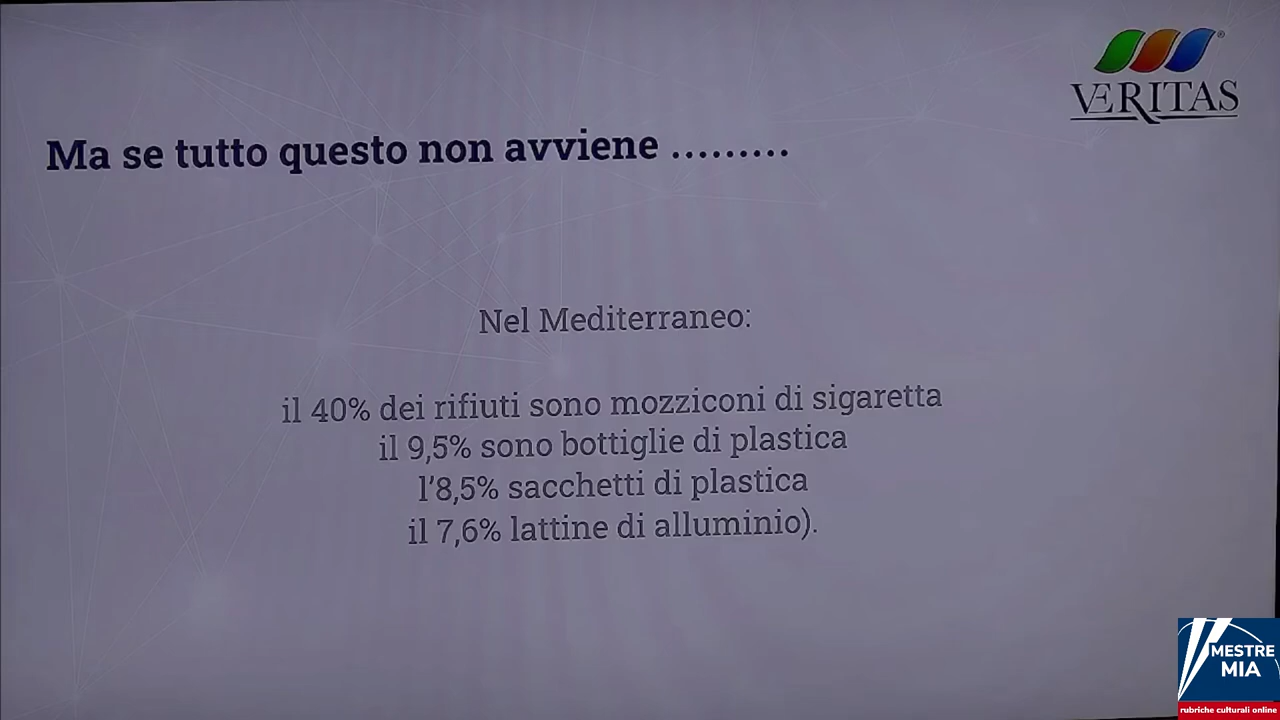 VERITAS
Ma se tutto questo non avviene .........
Nel Mediterraneo:
il 40% dei rifiuti sono mozziconi di sigaretta
il 9,5% sono bottiglie di plastica
l'8,5% sacchetti di plastica
il 7,6% lattine di alluminio).
MESTRE
MIA
rubriche culturali online